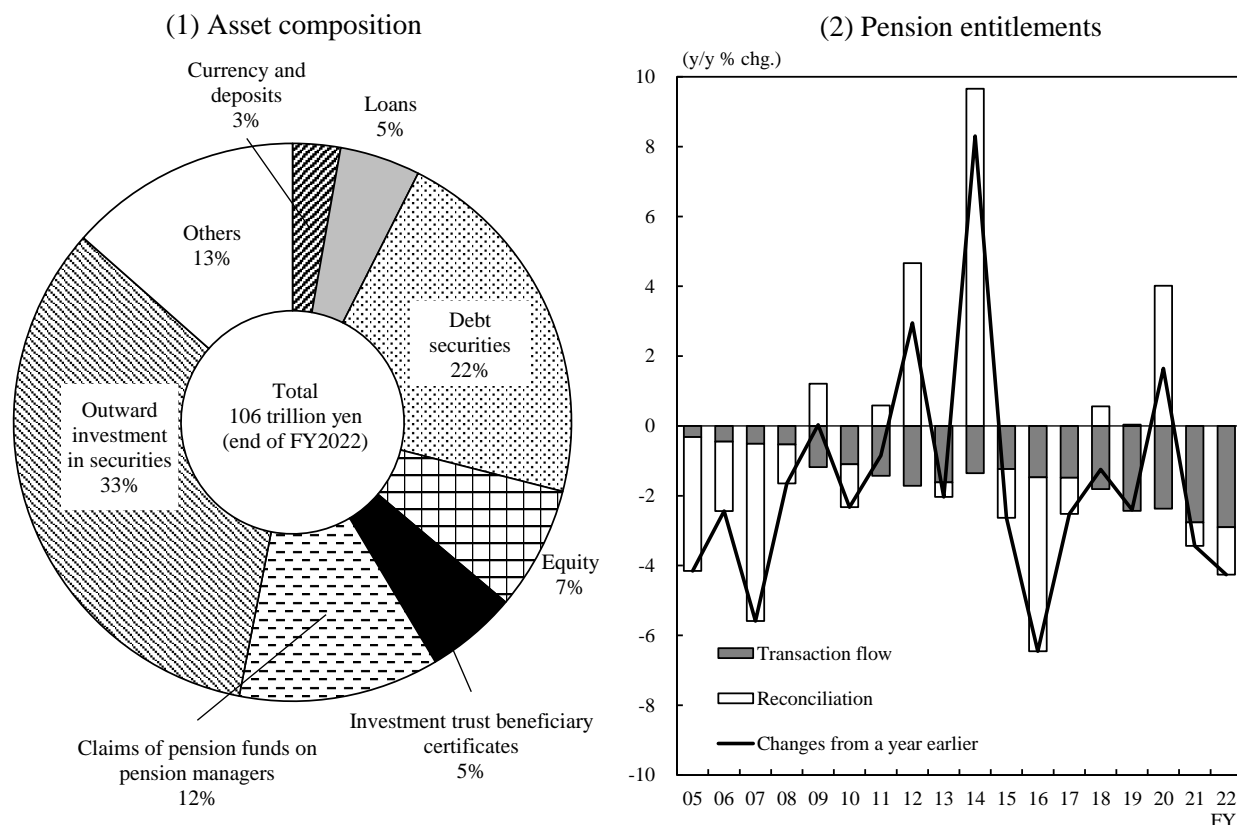 (1) Asset composition
Currency and
deposits
3%
Loans
5%
Debt
securities
22%
Equity
7%
Investment trust beneficiary
certificates
5%
Claims of pension funds on
pension managers
12%
Outward
investment
in securities
33%
Others
13%
Total
106 trillion yen
(end of FY2022)
(2) Pension entitlements
(y/y % chg.)
10
8
6
4
2
0
-2
-4
-6
-8
-10
Transaction flow
Reconciliation
Changes from a year earlier
05 06 07 08 09 10 11 12 13 14 15 16 17 18 19 20 21 22
FY